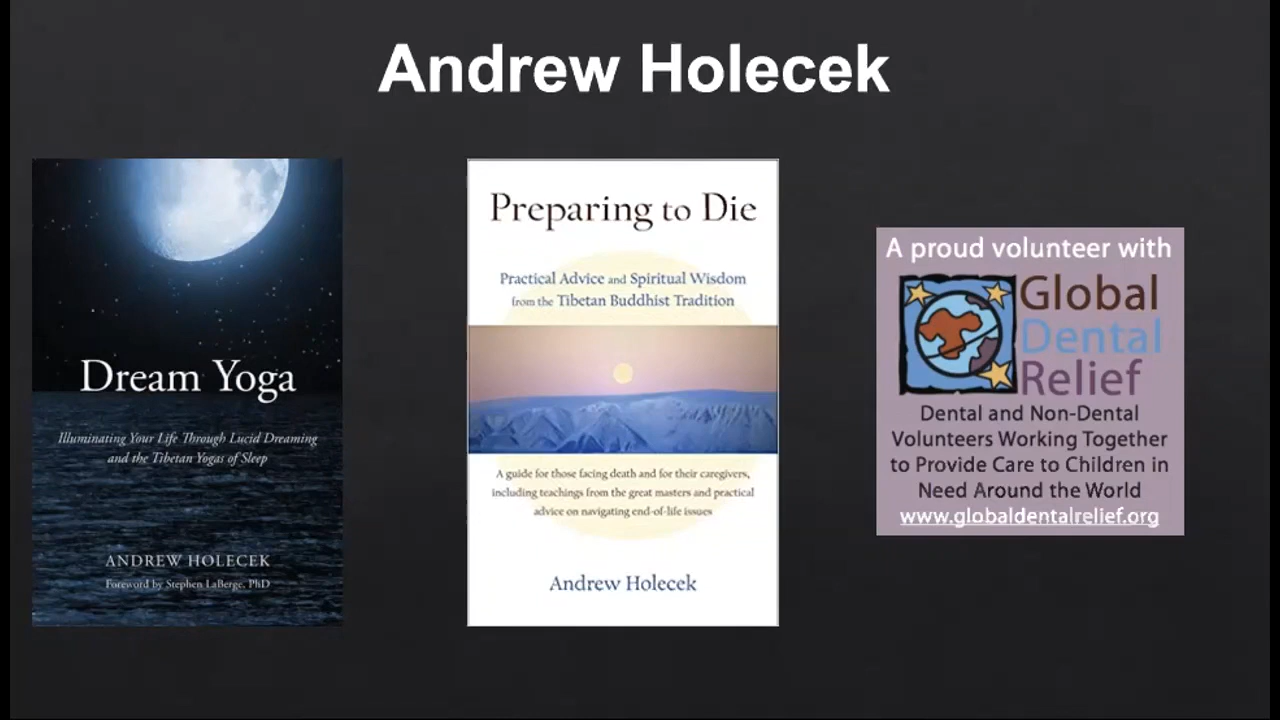 Andrew Holecek
Dream Yoga
Illuminating Your Life Through Lucid Dreaming
and the Tibetan Yogas of Sleep
ANDREW HOLECEK
Foreword by Stephen LaBerge, PhD
Preparing to Die
Practical Advice and Spiritual Wisdom
from the Tibetan Buddhist Tradition
A guide for those facing death and for their caregivers,
including teachings from the great masters and practical
advice on navigating end-of-life issues
Andrew Holecek
A proud volunteer with
Global
Dental
Relief
Dental and Non-Dental
Volunteers Working Together
to Provide Care to Children in
Need Around the World
www.globaldentalrelief.org